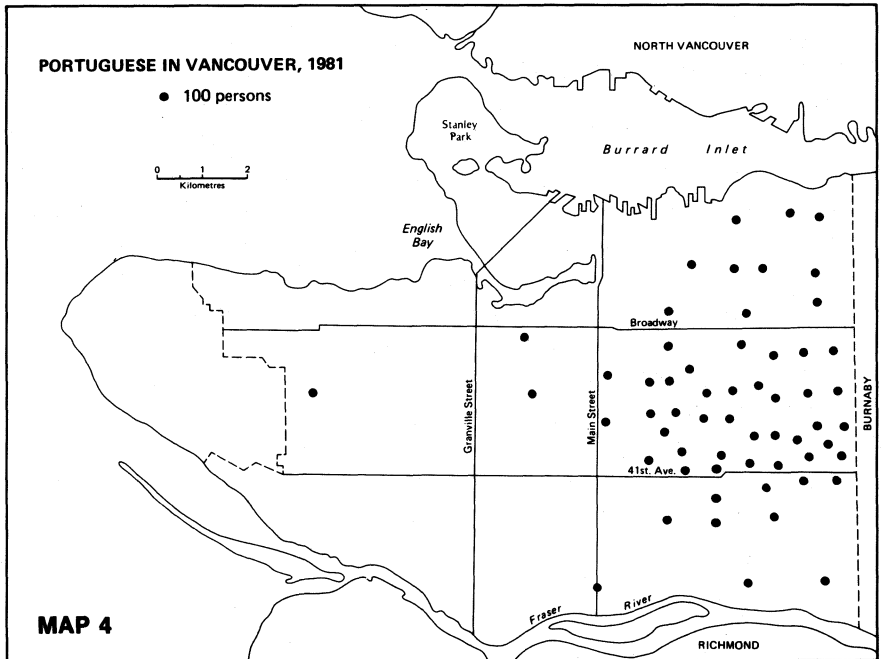 NORTH VANCOUVER
PORTUGUESE IN VANCOUVER, 1981
● 100 persons
Stanley
Park
Burrard Inlet
0 1 2
Kilometres
English
Bay
Broadway
Granville Street
Main Street
BURNABY
41st. Ave.
Fraser River
MAP 4
RICHMOND